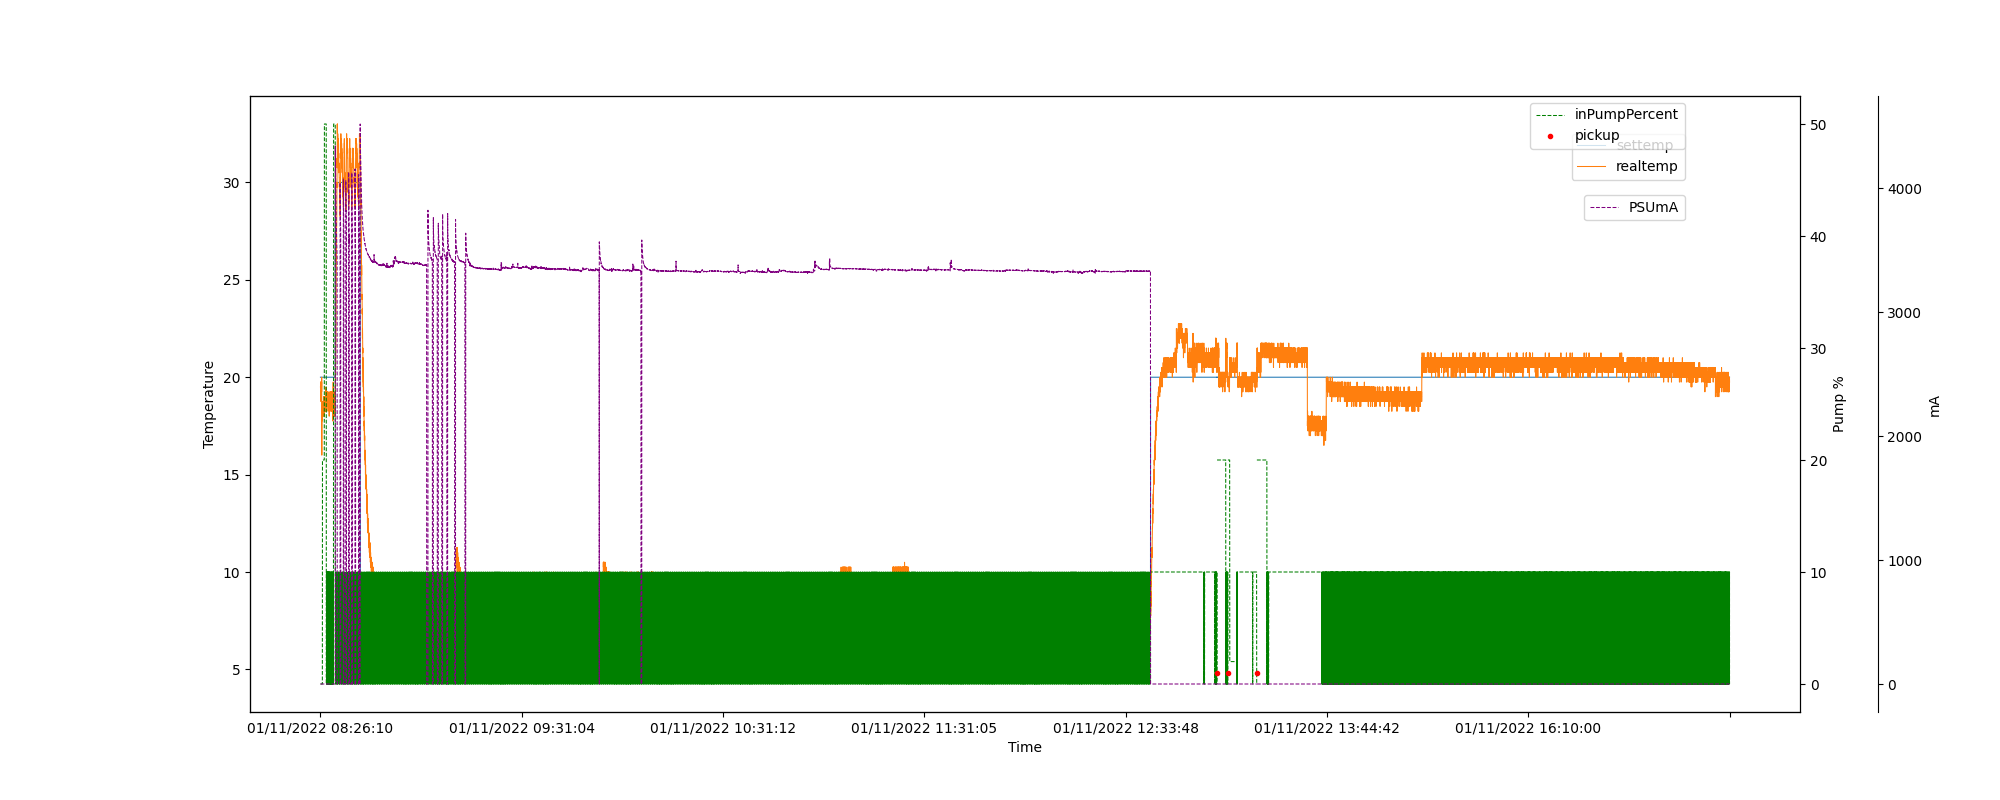 inPumpPercent
pickup
settemp
realtemp
PSUmA
30
25
20
15
10
5
Temperature
50
40
30
20
10
0
Pump %
4000
3000
2000
1000
0
mA
01/11/2022 08:26:10
01/11/2022 09:31:04
01/11/2022 10:31:12
01/11/2022 11:31:05
01/11/2022 12:33:48
01/11/2022 13:44:42
01/11/2022 16:10:00
Time